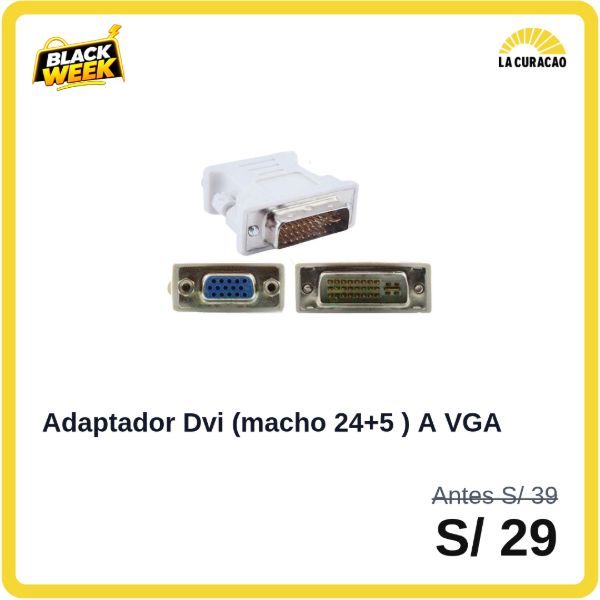 BLACK
WEEK
LA CURACAO
Adaptador Dvi (macho 24+5 ) A VGA
Antes S/ 39
S/ 29